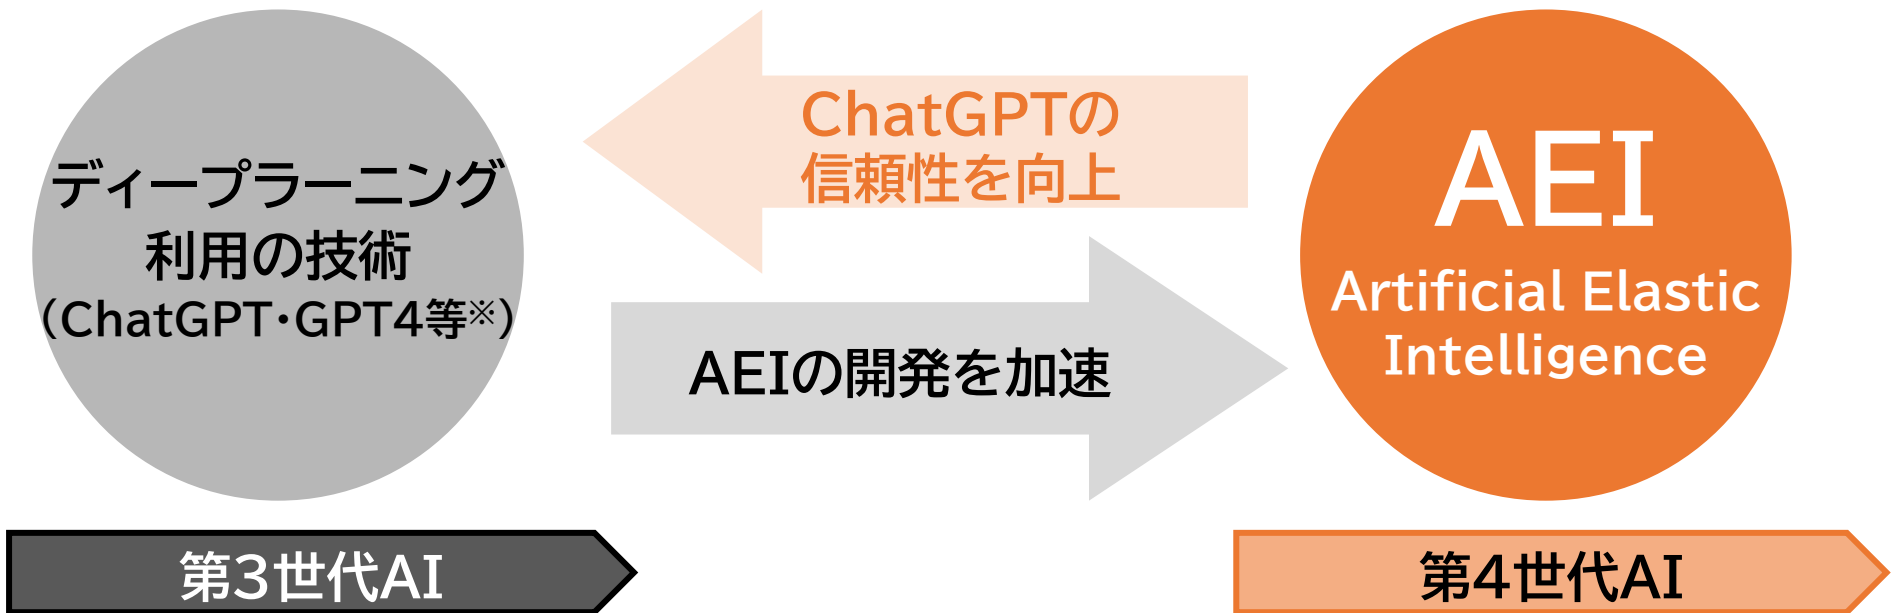 ディープラーニング
利用の技術
（ChatGPT・GPT4等※）
ChatGPTの
信頼性を向上
AEIの開発を加速
AEI
Artificial Elastic
Intelligence
第3世代AI
第4世代AI